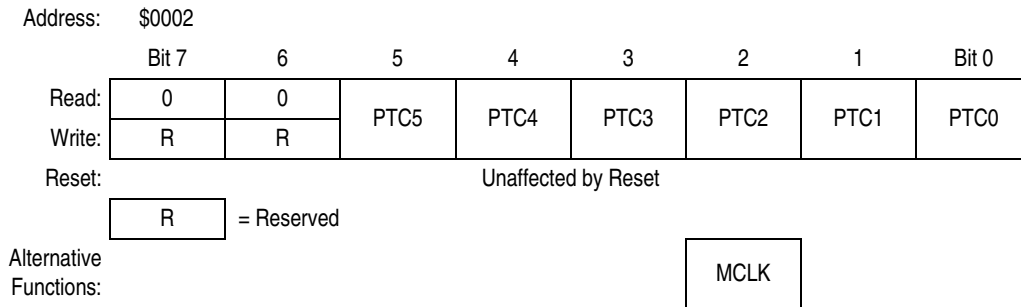 Address: $0002
Bit 7 6 5 4 3 2 1 Bit 0
Read: 0 0 PTC5 PTC4 PTC3 PTC2 PTC1 PTC0
Write: R R
Reset: Unaffected by Reset
R = Reserved
Alternative
Functions: MCLK